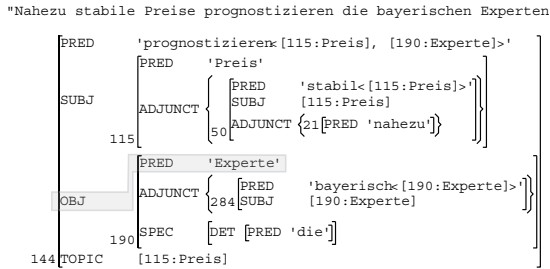 "Nahezu stabile Preise prognostizieren die bayerischen Experten
PRED 'prognostizieren<[115:Preis], [190:Experte]>'
PRED 'Preis'
PRED 'stabil<[115:Preis]>'
SUBJ
SUBJ [115:Preis]
ADJUNCT
ADJUNCT 21 PRED 'nahezu'
50
115
PRED 'Experte'
PRED 'bayerisch<[190:Experte]>'
ADJUNCT
284 SUBJ [190:Experte]
OBJ
SPEC DET PRED 'die'
190
144 TOPIC [115:Preis]